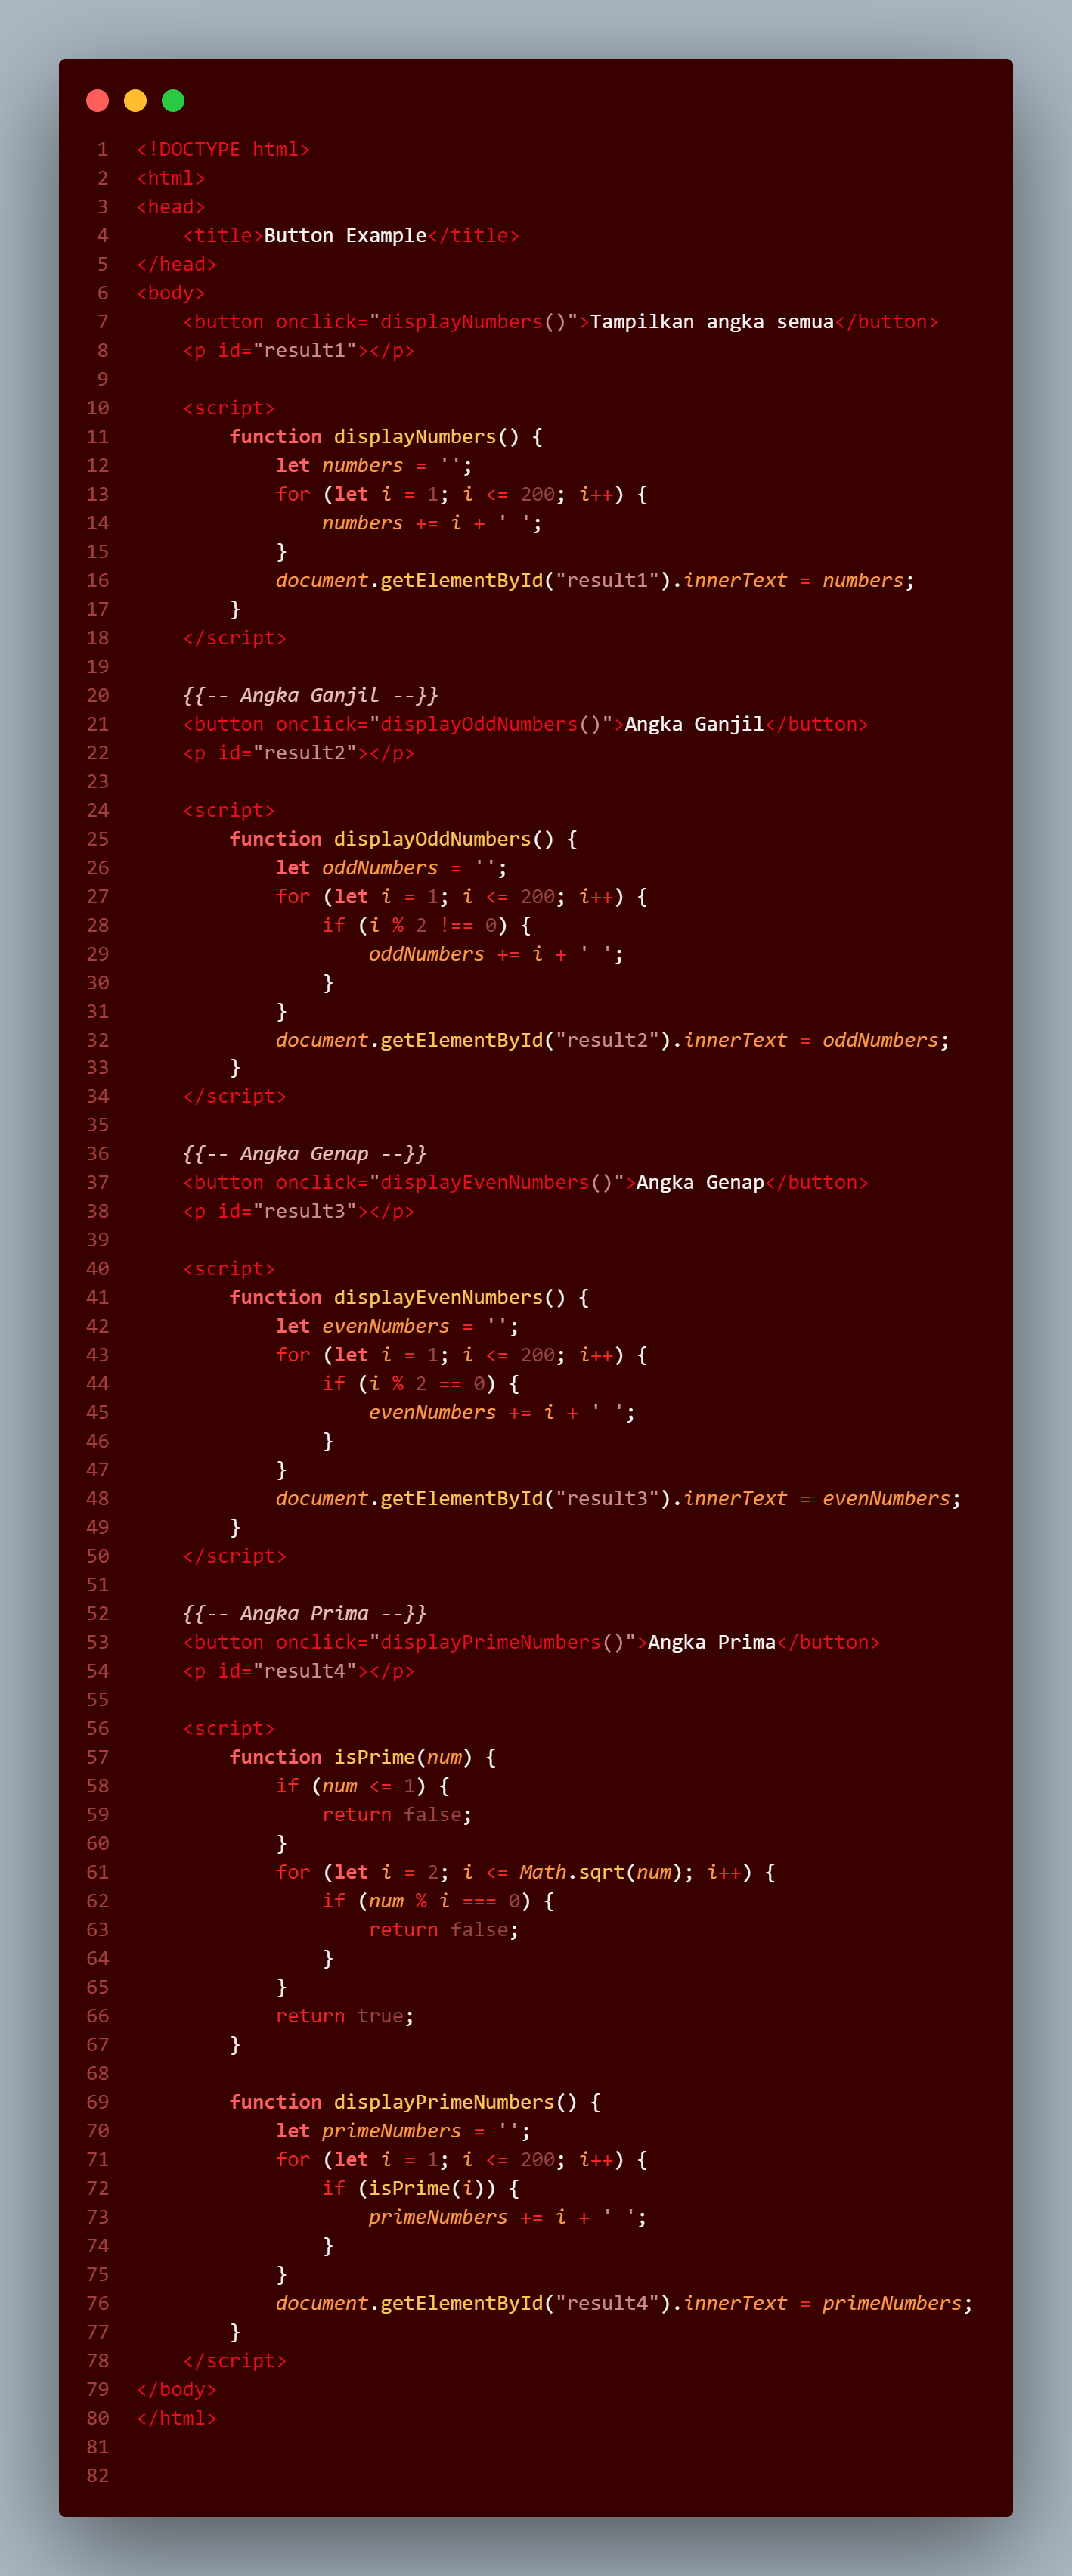 1 <!DOCTYPE html>
2 <html>
3 <head>
4     <title>Button Example</title>
5 </head>
6 <body>
7     <button onclick="displayNumbers()">Tampilkan angka semua</button>
8     <p id="result1"></p>
9
10     <script>
11         function displayNumbers() {
12             let numbers = '';
13             for (let i = 1; i <= 200; i++) {
14                 numbers += i + ' ';
15             }
16             document.getElementById("result1").innerText = numbers;
17         }
18     </script>
19
20     {{-- Angka Ganjil --}}
21     <button onclick="displayOddNumbers()">Angka Ganjil</button>
22     <p id="result2"></p>
23
24     <script>
25         function displayOddNumbers() {
26             let oddNumbers = '';
27             for (let i = 1; i <= 200; i++) {
28                 if (i % 2 !== 0) {
29                     oddNumbers += i + ' ';
30                 }
31             }
32             document.getElementById("result2").innerText = oddNumbers;
33         }
34     </script>
35
36     {{-- Angka Genap --}}
37     <button onclick="displayEvenNumbers()">Angka Genap</button>
38     <p id="result3"></p>
39
40     <script>
41         function displayEvenNumbers() {
42             let evenNumbers = '';
43             for (let i = 1; i <= 200; i++) {
44                 if (i % 2 == 0) {
45                     evenNumbers += i + ' ';
46                 }
47             }
48             document.getElementById("result3").innerText = evenNumbers;
49         }
50     </script>
51
52     {{-- Angka Prima --}}
53     <button onclick="displayPrimeNumbers()">Angka Prima</button>
54     <p id="result4"></p>
55
56     <script>
57         function isPrime(num) {
58             if (num <= 1) {
59                 return false;
60             }
61             for (let i = 2; i <= Math.sqrt(num); i++) {
62                 if (num % i === 0) {
63                     return false;
64                 }
65             }
66             return true;
67         }
68
69         function displayPrimeNumbers() {
70             let primeNumbers = '';
71             for (let i = 1; i <= 200; i++) {
72                 if (isPrime(i)) {
73                     primeNumbers += i + ' ';
74                 }
75             }
76             document.getElementById("result4").innerText = primeNumbers;
77         }
78     </script>
79 </body>
80 </html>
81
82